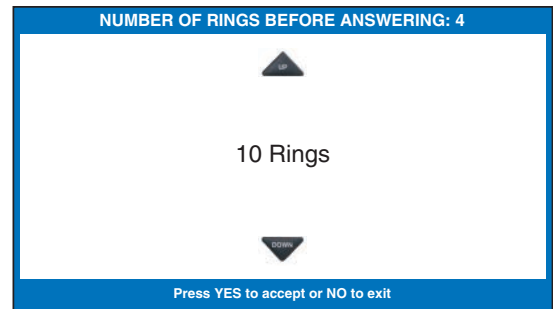 NUMBER OF RINGS BEFORE ANSWERING: 4
UP
10 Rings
DOWN
Press YES to accept or NO to exit